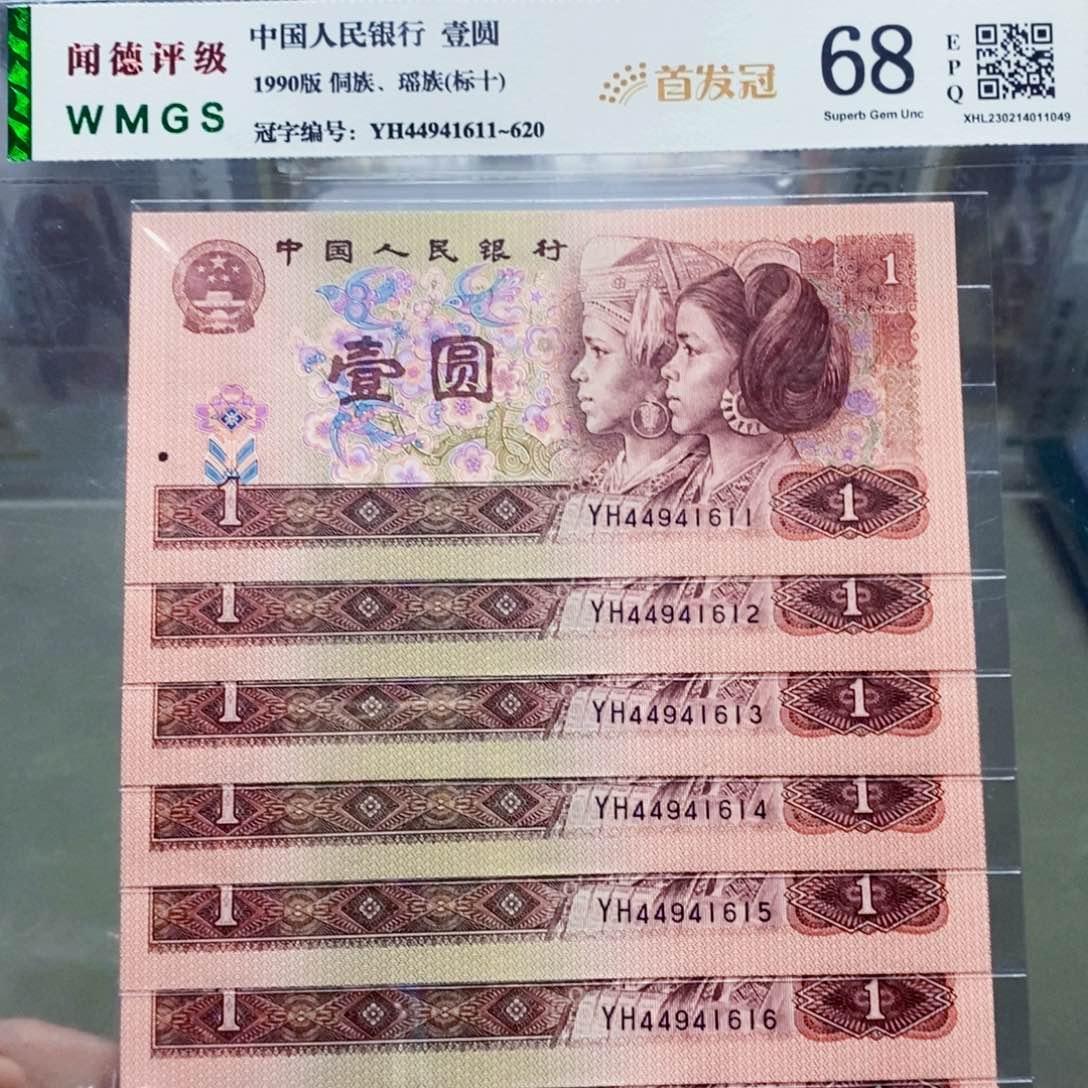 闻德评级
WMGS
中国人民银行 壹圆
1990版 侗族、瑶族(标十)
冠字编号：YH44941611~620
首发冠
68
Superb Gem Unc
EPQ
XHL230214011049
中国人民银行
1
壹圆
1
YH44941611
1
1
YH44941612
1
1
YH44941613
1
1
YH44941614
1
1
YH44941615
1
1
YH44941616
1